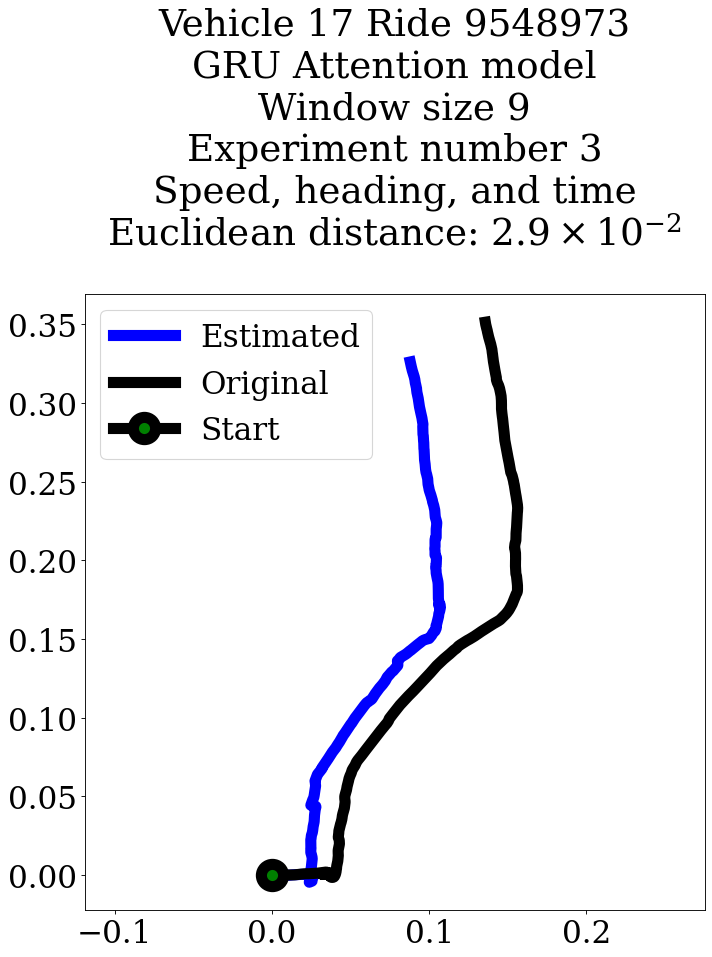 Vehicle 17 Ride 9548973
GRU Attention model
Window size 9
Experiment number 3
Speed, heading, and time
Euclidean distance: 2.9 × 10⁻²
Estimated
Original
Start
0.35
0.30
0.25
0.20
0.15
0.10
0.05
0.00
−0.1 0.0 0.1 0.2